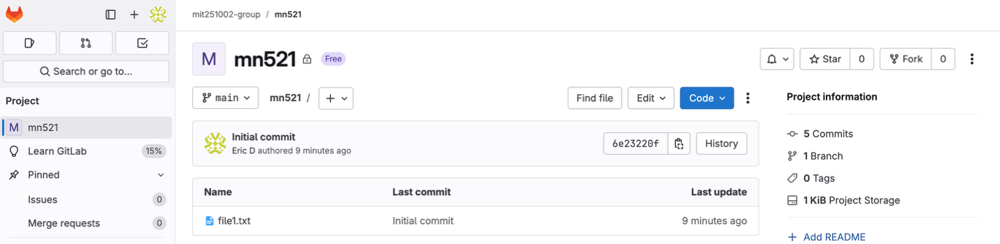 mit251002-group / mn521
Search or go to...
Project
M mn521
Learn GitLab 15%
Pinned
Issues 0
Merge requests 0
M mn521 Free
Star 0 Fork 0
main mn521 / +
Find file Edit Code
Initial commit
Eric D authored 9 minutes ago
6e23220f History
Name Last commit Last update
file1.txt Initial commit 9 minutes ago
Project information
5 Commits
1 Branch
0 Tags
1 KiB Project Storage
+ Add README